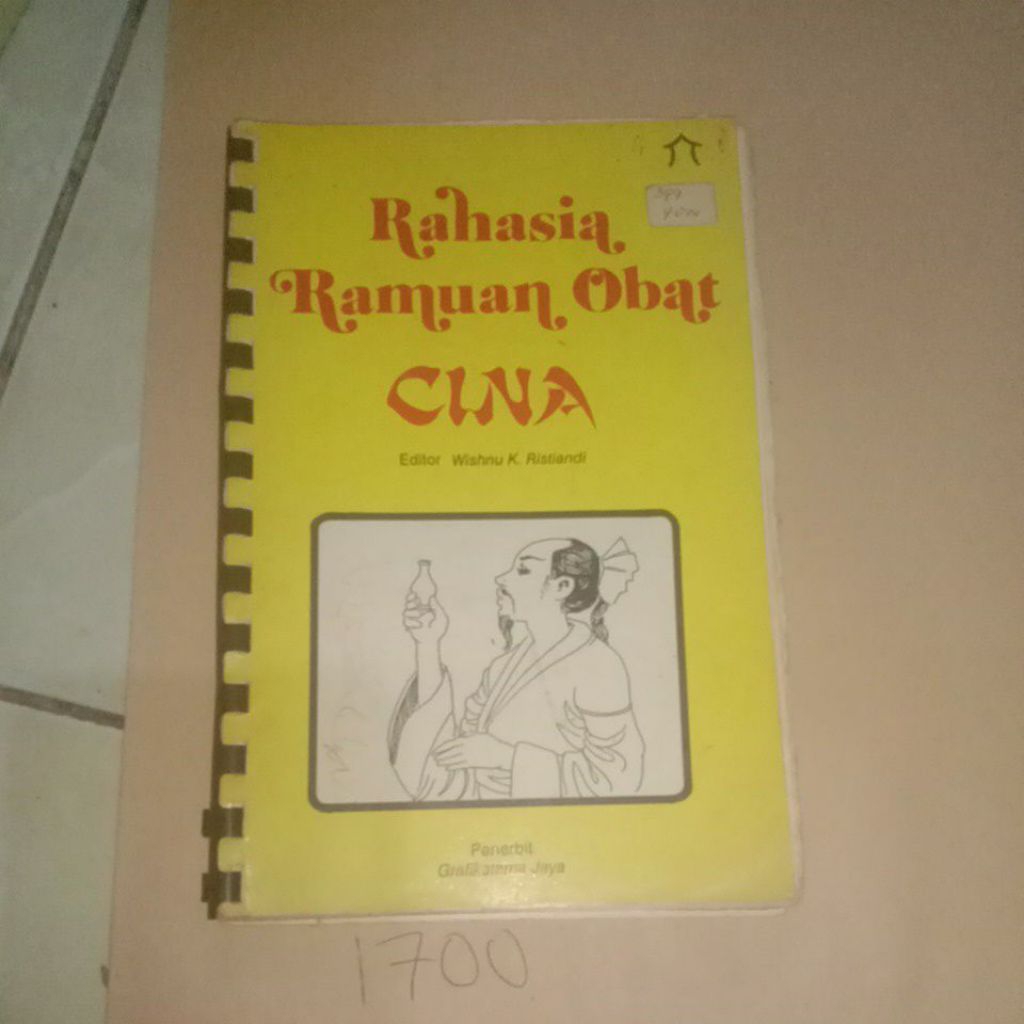 Rahasia
Ramuan Obat
CINA
Editor Wishnu K. Ristiandi
Penerbit
Grafikatama Jaya
1700